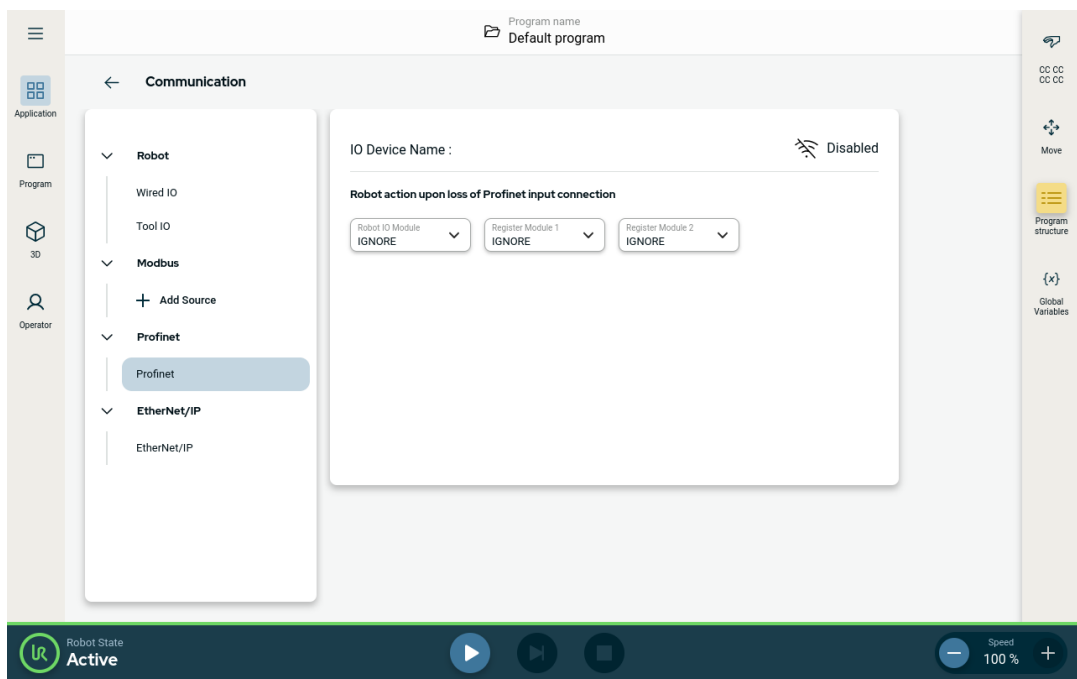 Program name
Default program
Communication
Application
Program
3D
Operator
Robot
Wired IO
Tool IO
Modbus
Add Source
Profinet
Profinet
EtherNet/IP
EtherNet/IP
IO Device Name :
Disabled
Robot action upon loss of Profinet input connection
Robot IO Module
IGNORE
Register Module 1
IGNORE
Register Module 2
IGNORE
CC CC
CC CC
Move
Program
structure
{x}
Global
Variables
UR
Robot State
Active
Speed
100 %